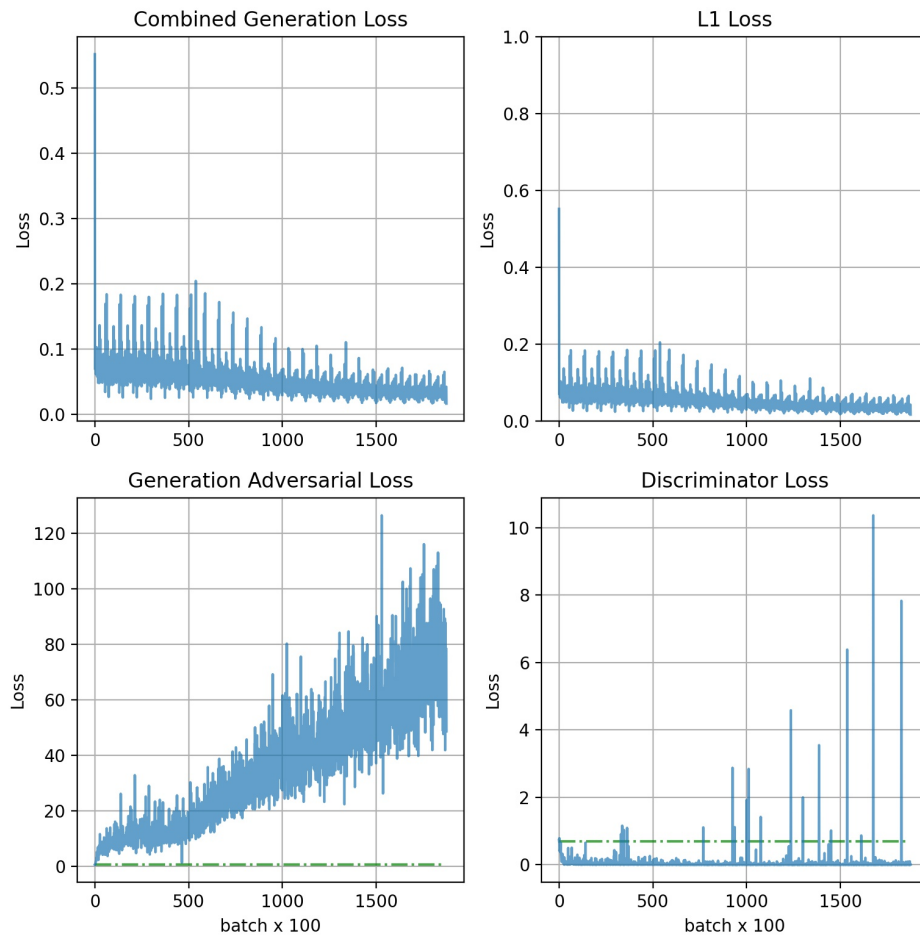 Combined Generation Loss
Loss
0.5
0.4
0.3
0.2
0.1
0.0
0 500 1000 1500
L1 Loss
Loss
1.0
0.8
0.6
0.4
0.2
0.0
0 500 1000 1500
Generation Adversarial Loss
Loss
120
100
80
60
40
20
0
0 500 1000 1500
batch x 100
Discriminator Loss
Loss
10
8
6
4
2
0
0 500 1000 1500
batch x 100